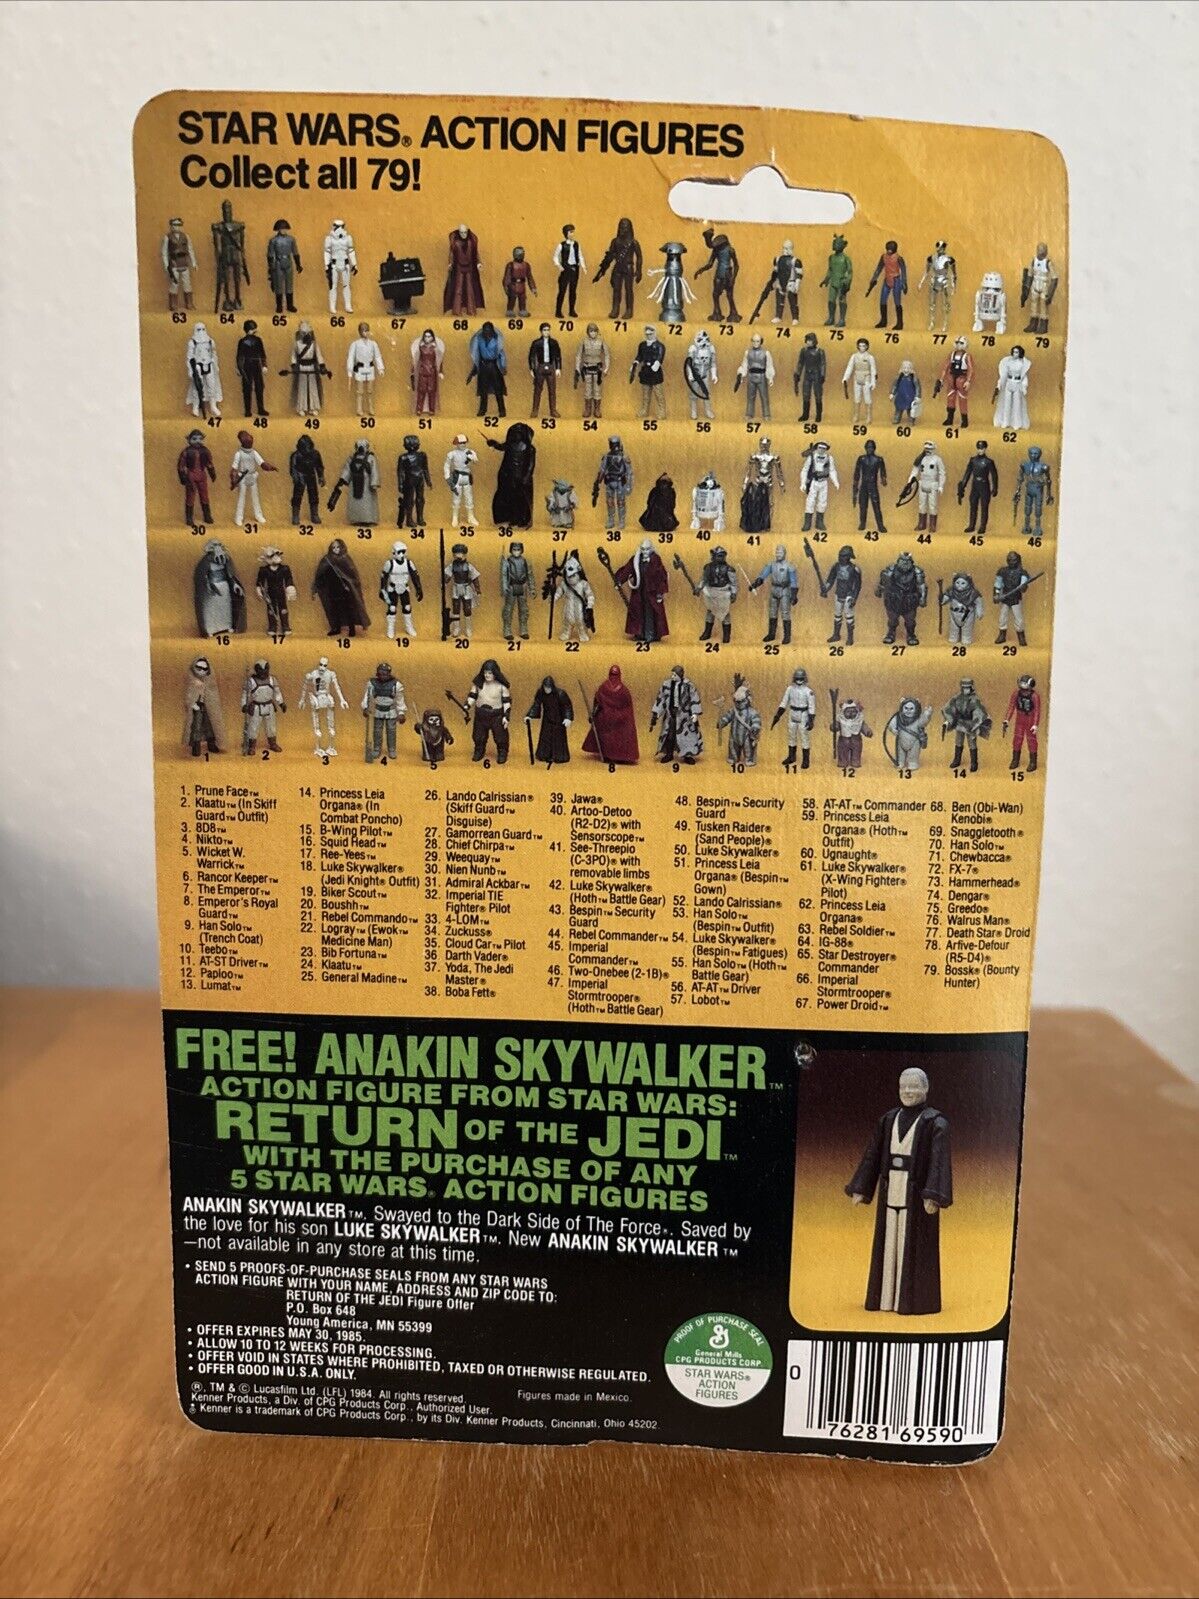 STAR WARS® ACTION FIGURES
Collect all 79!
63 64 65 66 67 68 69 70 71 72 73 74 75 76 77 78 79
47 48 49 50 51 52 53 54 55 56 57 58 59 60 61 62
30 31 32 33 34 35 36 37 38 39 40 41 42 43 44 45 46
16 17 18 19 20 21 22 23 24 25 26 27 28 29
1 2 3 4 5 6 7 8 9 10 11 12 13 14 15
1. Prune Face™
2. Klaatu™ (In Skiff
Guard™ Outfit)
3. 8D8™
4. Nikto™
5. Wicket W.
Warrick™
6. Rancor Keeper™
7. The Emperor™
8. Emperor's Royal
Guard™
9. Han Solo™
(Trench Coat)
10. Teebo™
11. AT-ST Driver™
12. Paploo™
13. Lumat™
14. Princess Leia
Organa® (In
Combat Poncho)
15. B-Wing Pilot™
16. Squid Head™
17. Ree-Yees™
18. Luke Skywalker®
(Jedi Knight® Outfit)
19. Biker Scout™
20. Boushh™
21. Rebel Commando™
22. Logray™ (Ewok™
Medicine Man)
23. Bib Fortuna™
24. Klaatu™
25. General Madine™
26. Lando Calrissian®
(Skiff Guard™
Disguise)
27. Gamorrean Guard™
28. Chief Chirpa™
29. Weequay™
30. Nien Nunb™
31. Admiral Ackbar™
32. Imperial TIE
Fighter® Pilot
33. 4-LOM™
34. Zuckuss®
35. Cloud Car™ Pilot
36 Darth Vader®
37. Yoda, The Jedi
Master®
38. Boba Fett®
39. Jawa®
40. Artoo-Detoo
(R2-D2)® with
Sensorscope™
41. See-Threepio
(C-3PO)® with
removable limbs
42. Luke Skywalker®
(Hoth™ Battle Gear)
43. Bespin™ Security
Guard
44. Rebel Commander™
45. Imperial
Commander™
46. Two-Onebee (2-1B)®
47. Imperial
Stormtrooper®
(Hoth™ Battle Gear)
48. Bespin™ Security
Guard
49. Tusken Raider®
(Sand People)®
50. Luke Skywalker®
51. Princess Leia
Organa® (Bespin™
Gown)
52. Lando Calrissian®
53. Han Solo™
(Bespin™ Outfit)
54. Luke Skywalker®
(Bespin™ Fatigues)
55. Han Solo™ (Hoth™
Battle Gear)
56. AT-AT™ Driver
57. Lobot™
58. AT-AT™ Commander
59. Princess Leia
Organa® (Hoth™
Outfit)
60. Ugnaught®
61. Luke Skywalker®
(X-Wing Fighter®
Pilot)
62. Princess Leia
Organa®
63. Rebel Soldier™
64. IG-88®
65. Star Destroyer®
Commander
66. Imperial
Stormtrooper®
67. Power Droid™
68. Ben (Obi-Wan)
Kenobi®
69. Snaggletooth®
70. Han Solo™
71. Chewbacca®
72. FX-7®
73. Hammerhead®
74. Dengar®
75. Greedo®
76. Walrus Man®
77. Death Star® Droid
78. Arfive-Defour
(R5-D4)®
79. Bossk® (Bounty
Hunter)
FREE! ANAKIN SKYWALKER™
ACTION FIGURE FROM STAR WARS:
RETURN OF THE JEDI™
WITH THE PURCHASE OF ANY
5 STAR WARS® ACTION FIGURES
ANAKIN SKYWALKER™. Swayed to the Dark Side of The Force®. Saved by
the love for his son LUKE SKYWALKER™. New ANAKIN SKYWALKER™
—not available in any store at this time.
• SEND 5 PROOFS-OF-PURCHASE SEALS FROM ANY STAR WARS
ACTION FIGURE WITH YOUR NAME, ADDRESS AND ZIP CODE TO:
RETURN OF THE JEDI Figure Offer
P.O. Box 648
Young America, MN 55399
• OFFER EXPIRES MAY 30, 1985.
• ALLOW 10 TO 12 WEEKS FOR PROCESSING.
• OFFER VOID IN STATES WHERE PROHIBITED, TAXED OR OTHERWISE REGULATED.
• OFFER GOOD IN U.S.A. ONLY.
®, TM & © Lucasfilm Ltd. (LFL) 1984. All rights reserved.
Kenner Products, a Div. of CPG Products Corp., Authorized User.
Kenner is a trademark of CPG Products Corp., by its Div. Kenner Products, Cincinnati, Ohio 45202.
Figures made in Mexico.
PROOF OF PURCHASE SEAL
General Mills
CPG PRODUCTS CORP.
STAR WARS®
ACTION
FIGURES
0 76281 69590